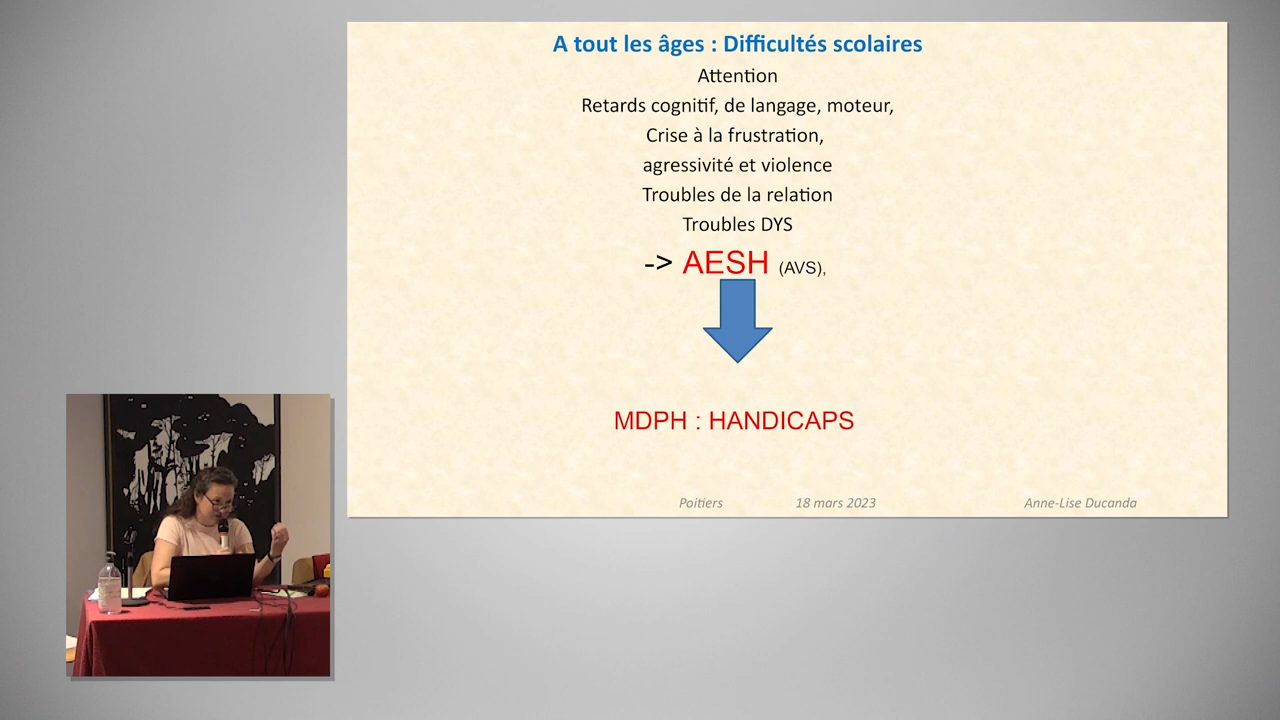 A tout les âges : Difficultés scolaires
Attention
Retards cognitif, de langage, moteur,
Crise à la frustration,
agressivité et violence
Troubles de la relation
Troubles DYS
-> AESH (AVS),
MDPH : HANDICAPS
Poitiers 18 mars 2023 Anne-Lise Ducanda